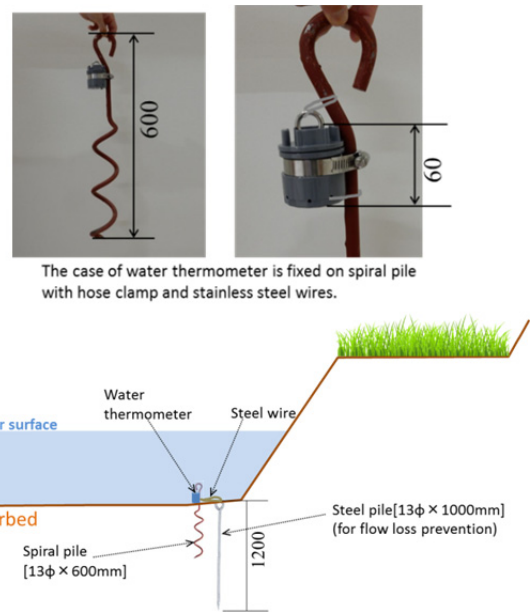 600
60
The case of water thermometer is fixed on spiral pile
with hose clamp and stainless steel wires.
Water
thermometer
Steel wire
r surface
rbed
Steel pile[13φ×1000mm]
(for flow loss prevention)
Spiral pile
[13φ×600mm]
1200